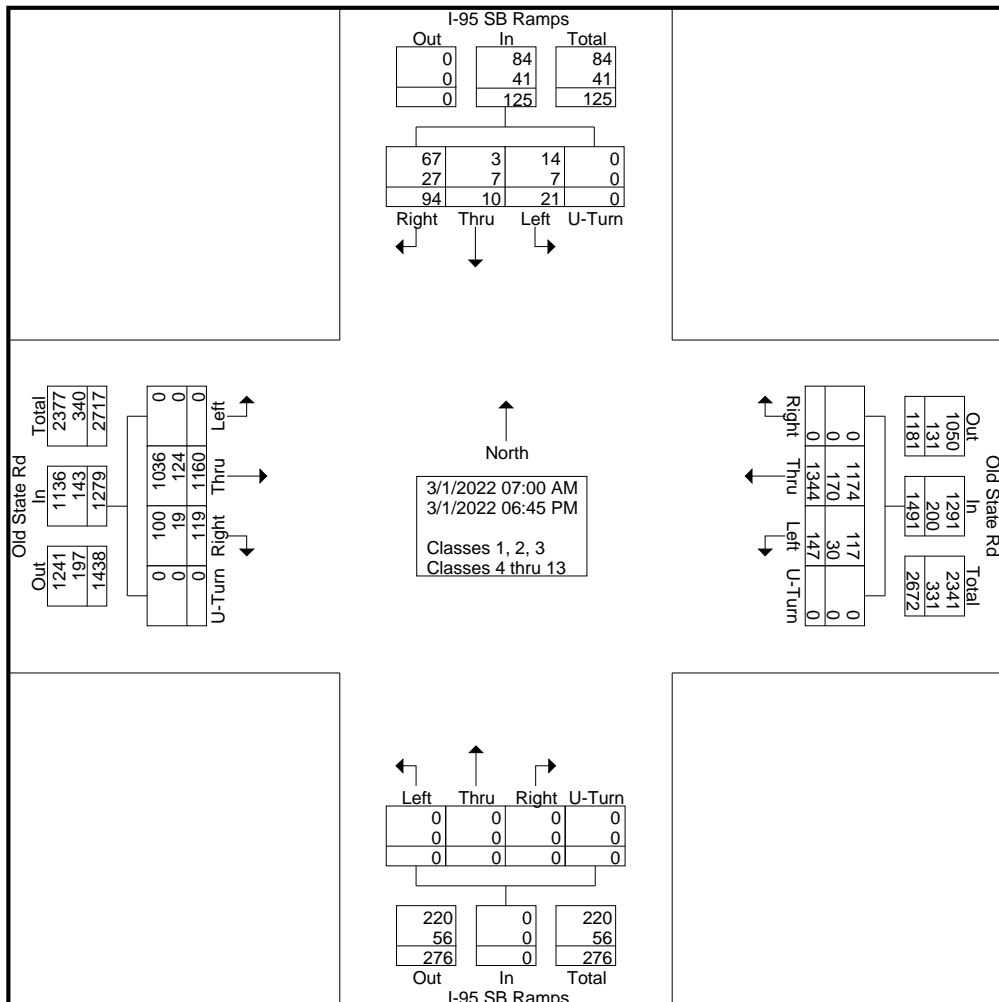 I-95 SB Ramps
Out In Total
0 84 84
0 41 41
0 125 125
67 3 14 0
27 7 7 0
94 10 21 0
Right Thru Left U-Turn
Old State Rd
Total In Out
2377 1136 1241
340 143 197
2717 1279 1438
0 1036 100 0
0 124 19 0
0 1160 119 0
Left Thru Right U-Turn
North
3/1/2022 07:00 AM
3/1/2022 06:45 PM
Classes 1, 2, 3
Classes 4 thru 13
Right Thru Left U-Turn
0 1174 117 0
0 170 30 0
0 1344 147 0
Out In Total
1050 1291 2341
131 200 331
1181 1491 2672
Old State Rd
Left Thru Right U-Turn
0 0 0 0
0 0 0 0
0 0 0 0
220 0 220
56 0 56
276 0 276
Out In Total
I-95 SB Ramps